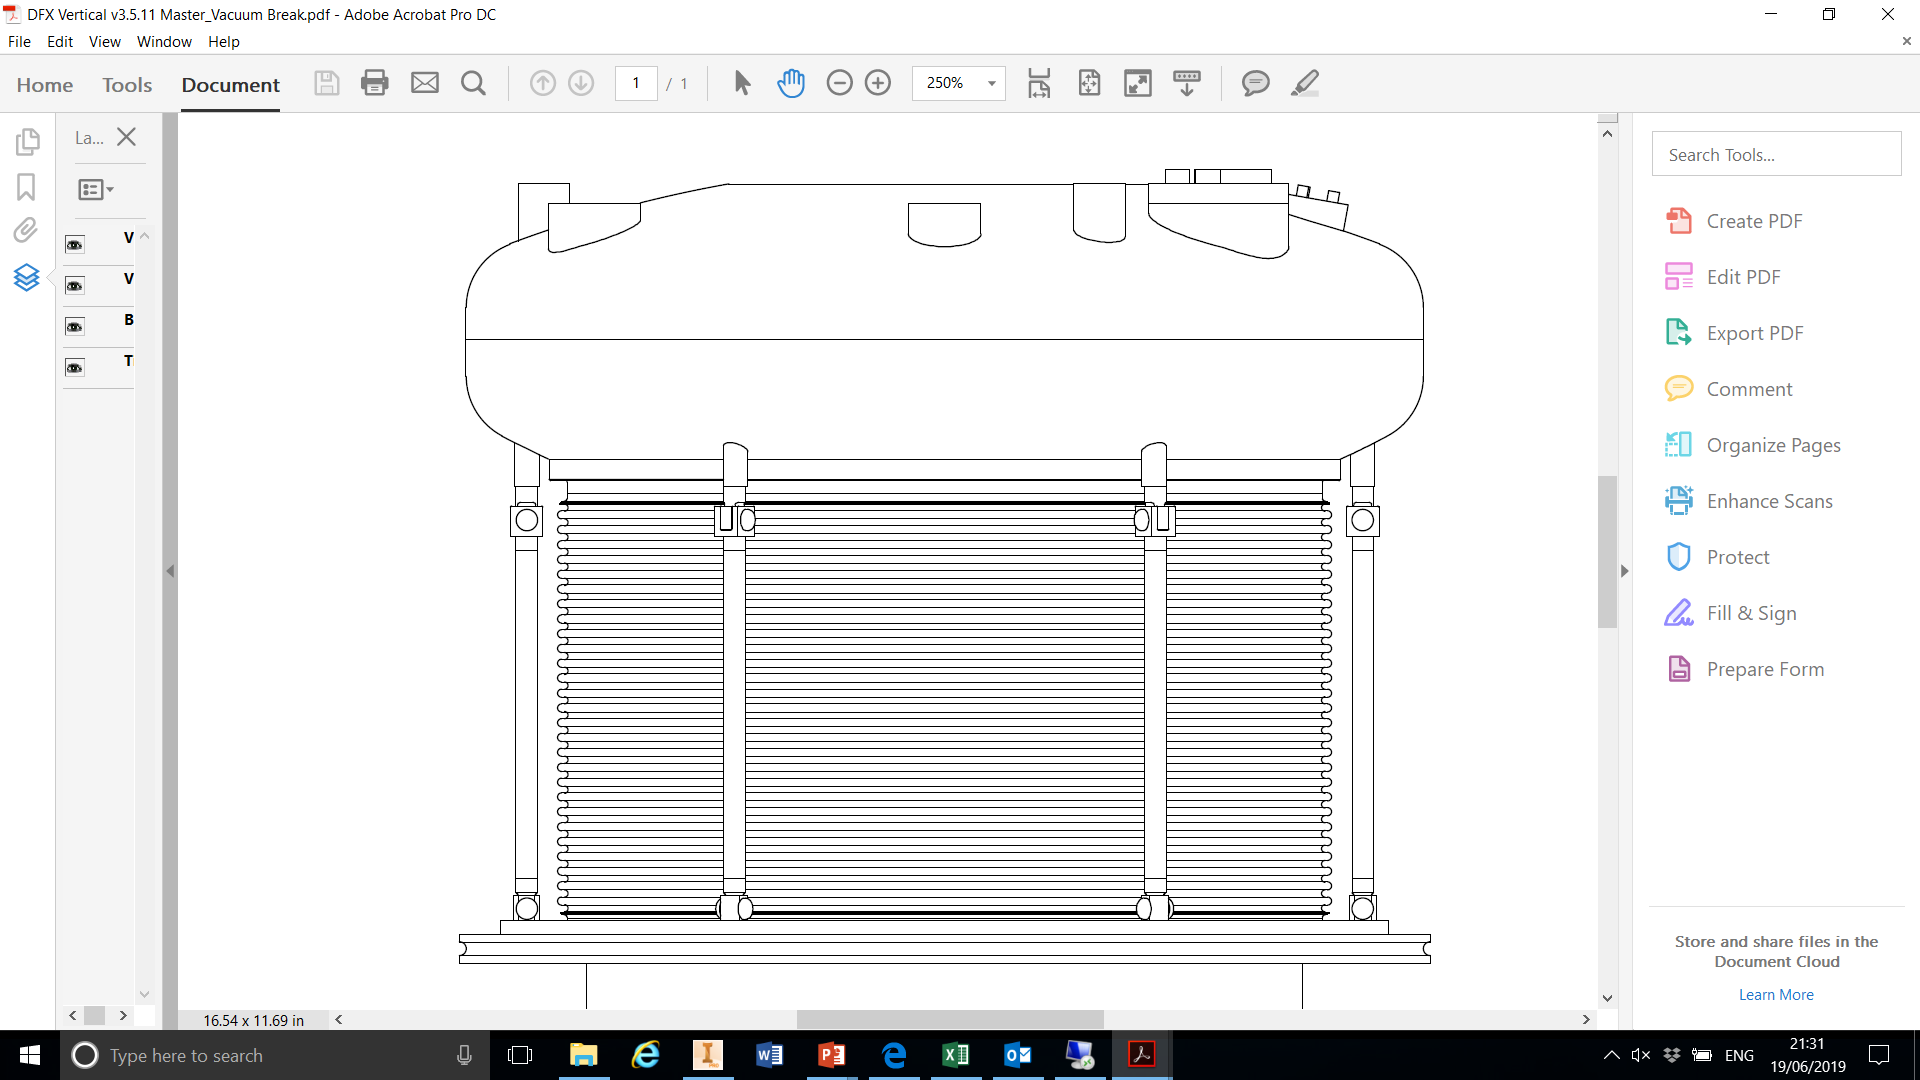 DFX Vertical v3.5.11 Master_Vacuum Break.pdf - Adobe Acrobat Pro DC
File Edit View Window Help
Home Tools Document 1 / 1 250%
La...
Search Tools...
V
V
B
T
Create PDF
Edit PDF
Export PDF
Comment
Organize Pages
Enhance Scans
Protect
Fill & Sign
Prepare Form
Store and share files in the
Document Cloud
Learn More
16.54 x 11.69 in
Type here to search
ENG
21:31
19/06/2019